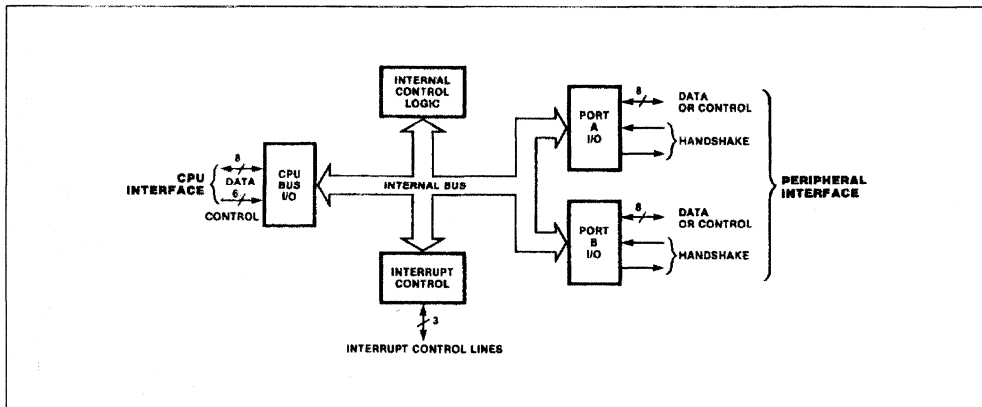 INTERNAL
CONTROL
LOGIC
CPU
INTERFACE
8
DATA
6
CONTROL
CPU
BUS
I/O
INTERNAL BUS
INTERRUPT
CONTROL
3
INTERRUPT CONTROL LINES
PORT
A
I/O
8
DATA
OR CONTROL
HANDSHAKE
PORT
B
I/O
8
DATA
OR CONTROL
HANDSHAKE
PERIPHERAL
INTERFACE